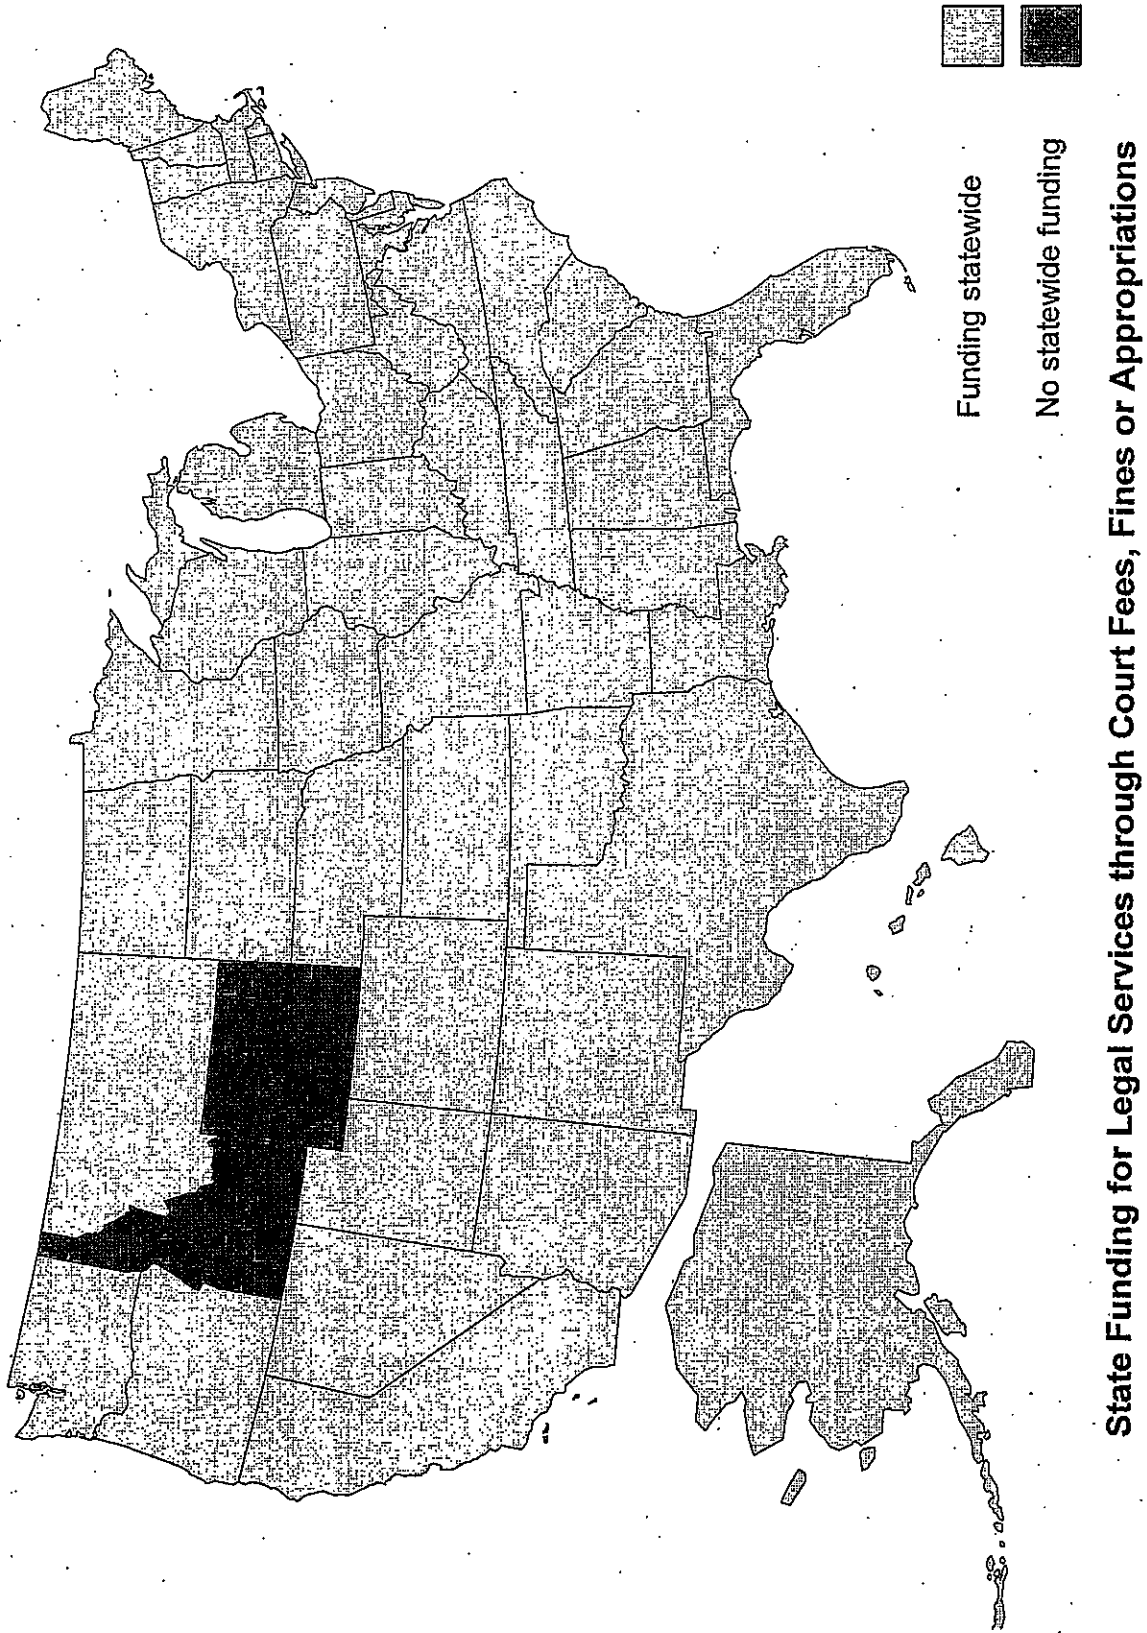 Funding statewide
No statewide funding
State Funding for Legal Services through Court Fees, Fines or Appropriations